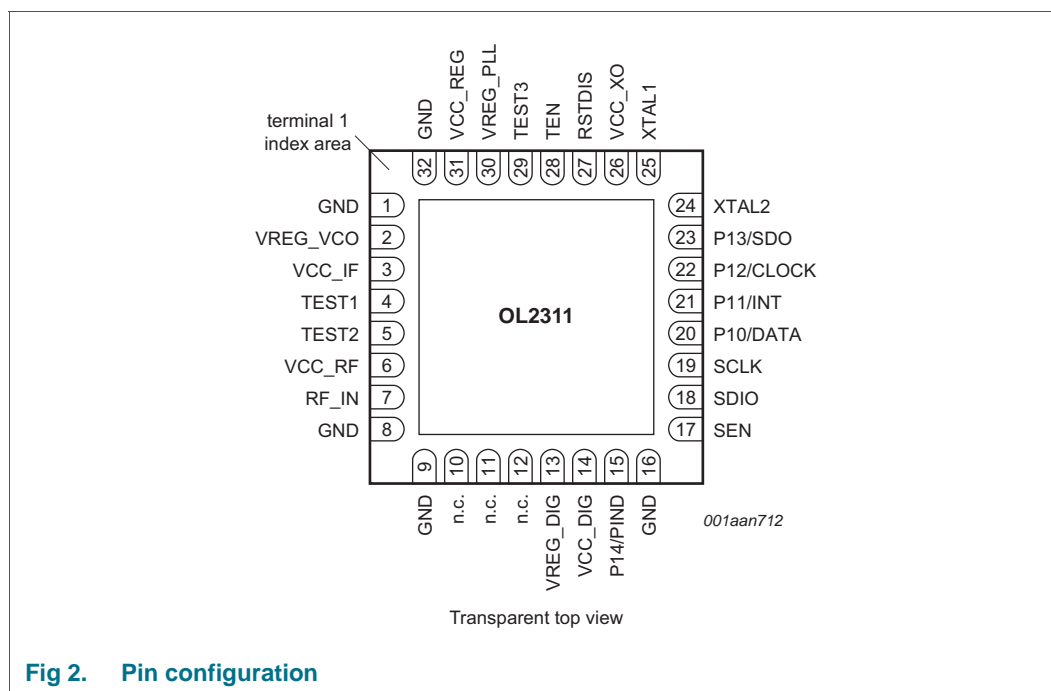 GND
VCC_REG
VREG_PLL
TEST3
TEN
RSTDIS
VCC_XO
XTAL1
terminal 1
index area
32
31
30
29
28
27
26
25
GND 1
VREG_VCO 2
VCC_IF 3
TEST1 4
TEST2 5
VCC_RF 6
RF_IN 7
GND 8
OL2311
24 XTAL2
23 P13/SDO
22 P12/CLOCK
21 P11/INT
20 P10/DATA
19 SCLK
18 SDIO
17 SEN
9
10
11
12
13
14
15
16
GND
n.c.
n.c.
n.c.
VREG_DIG
VCC_DIG
P14/PIND
GND
001aan712
Transparent top view
Fig 2. Pin configuration